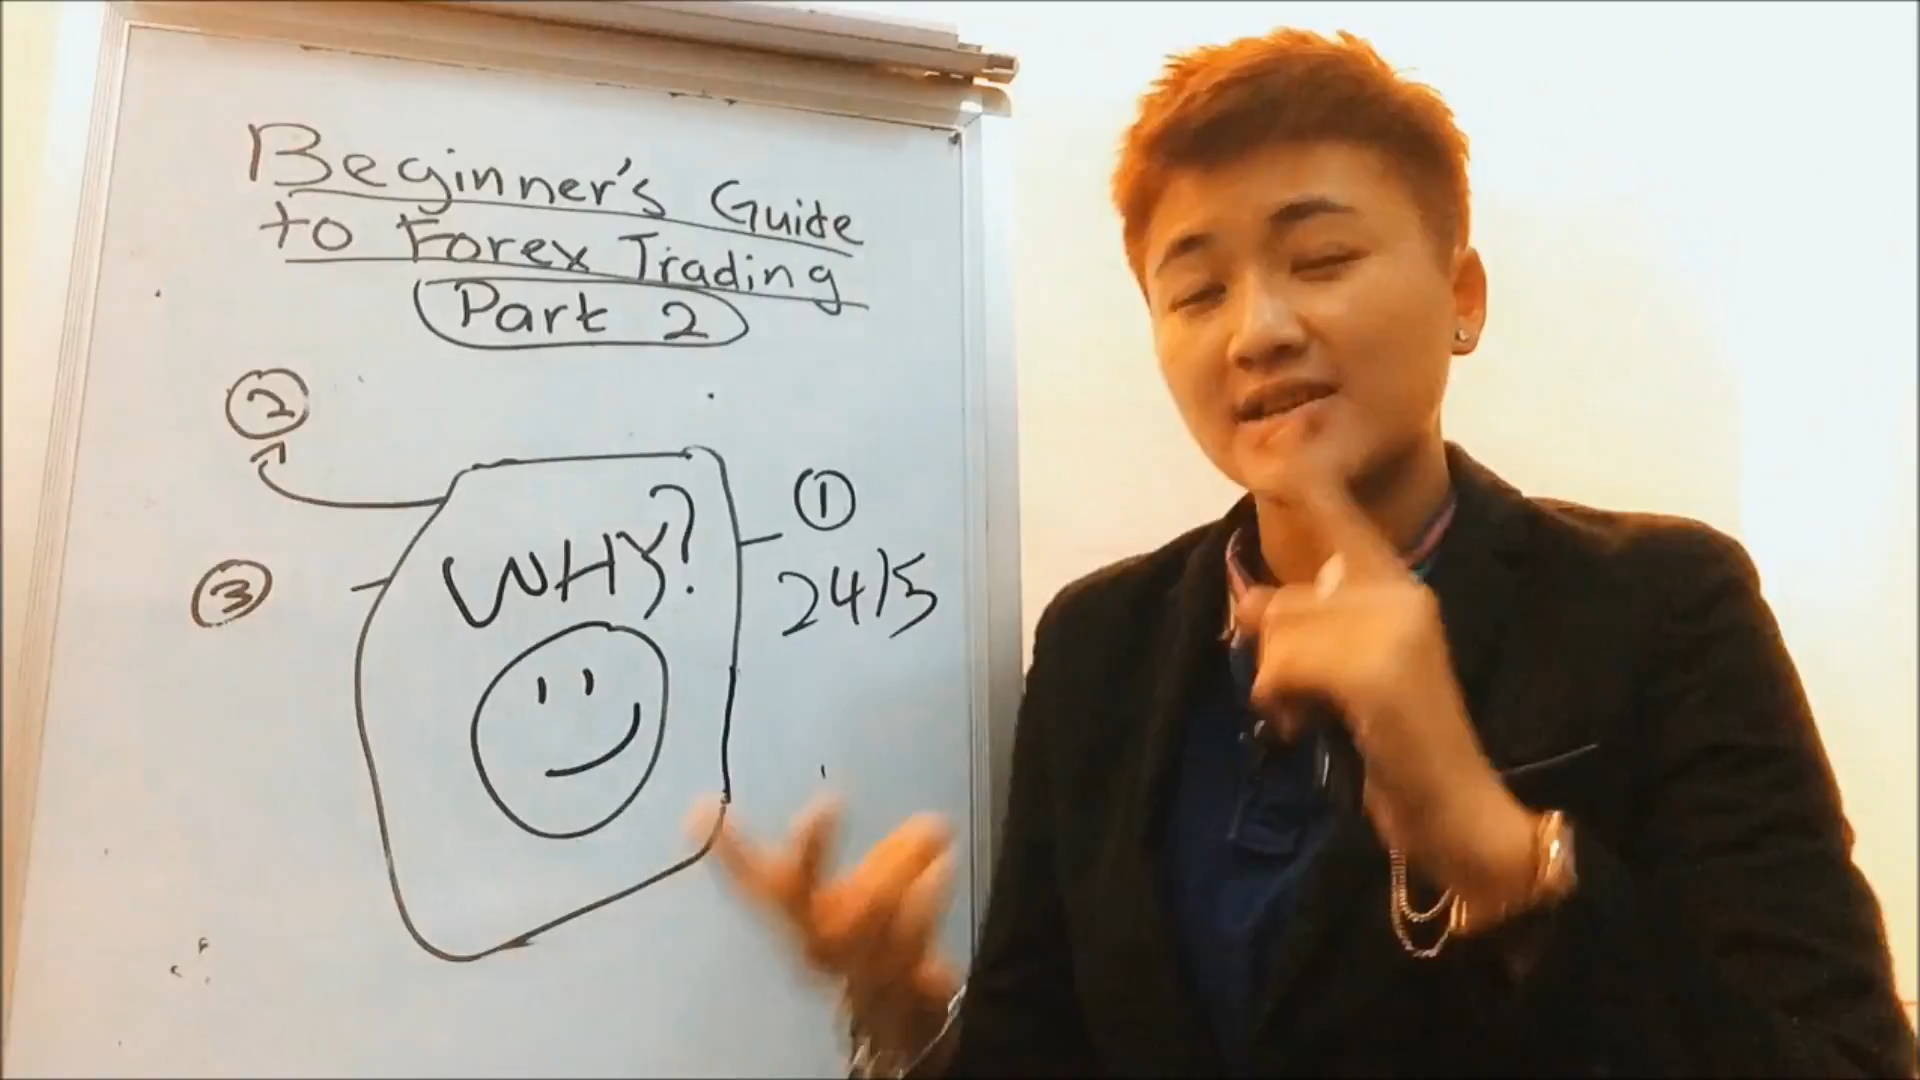 Beginner's Guide
to Forex Trading
Part 2
②
WHY?
①
24/5
③